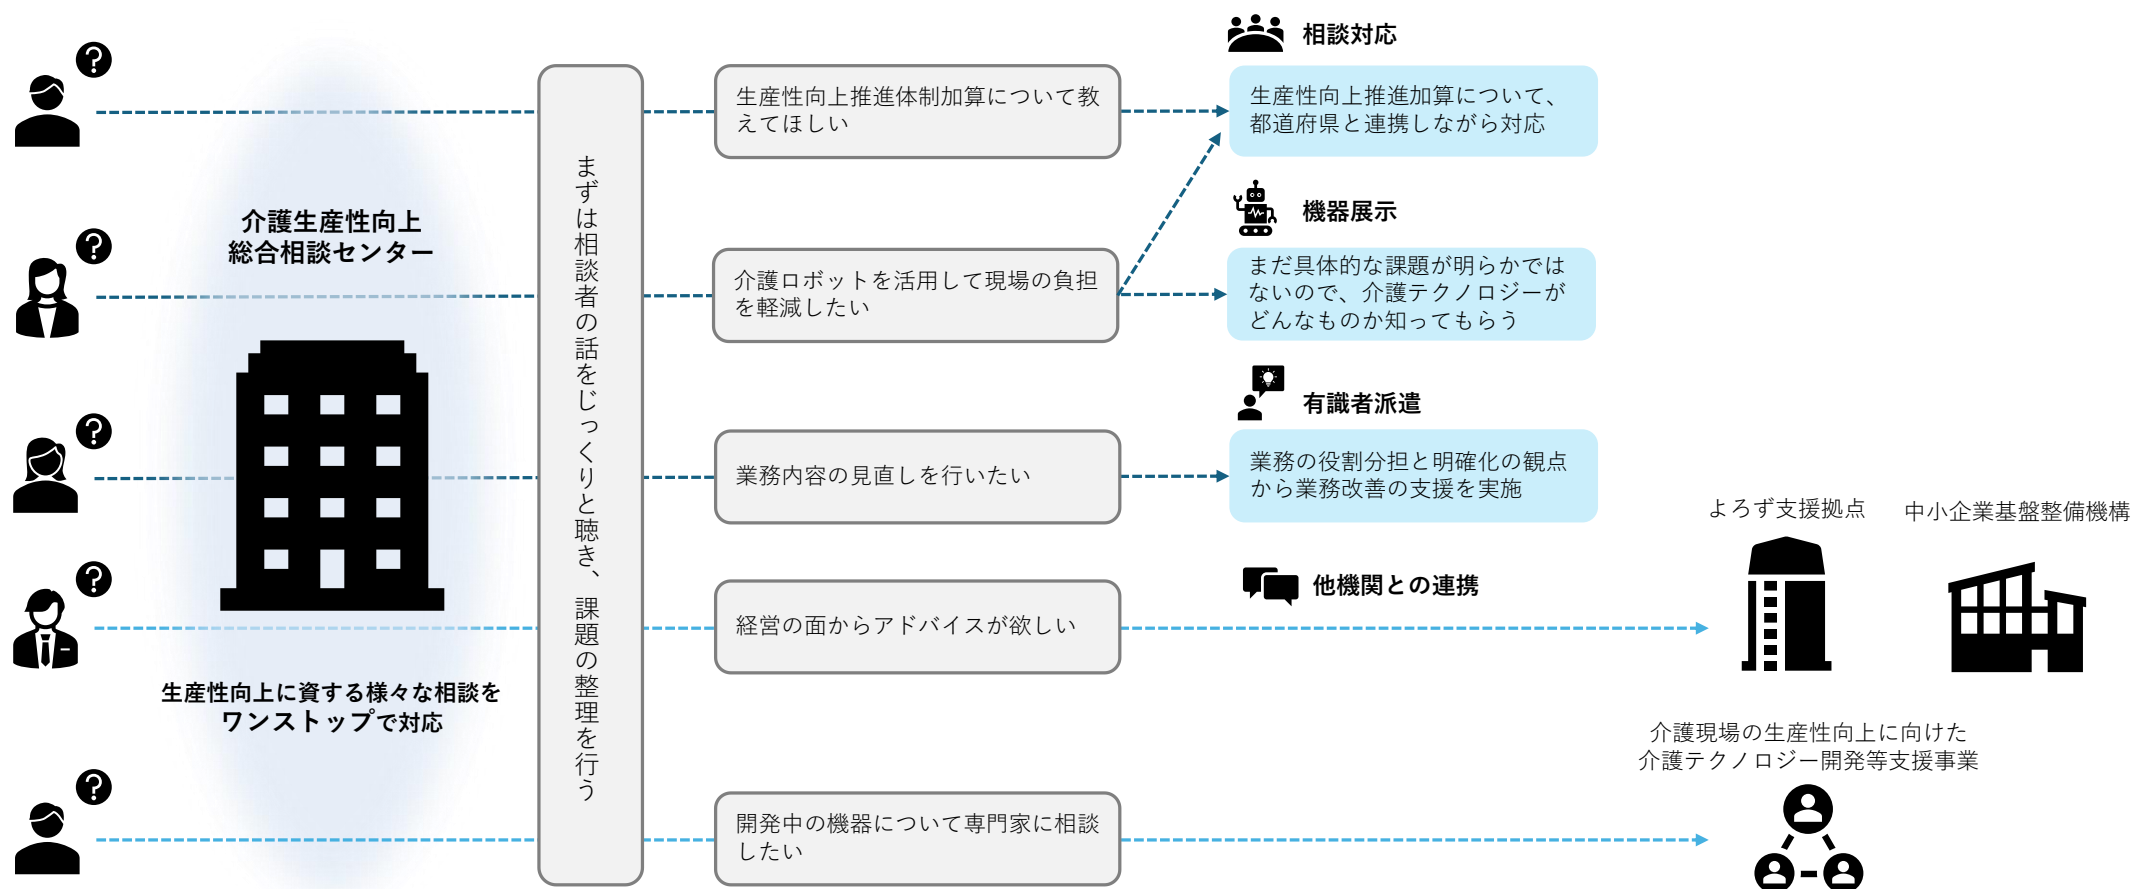 介護生産性向上
総合相談センター
生産性向上に資する様々な相談を
ワンストップで対応
まずは相談者の話をじっくりと聴き、課題の整理を行う
生産性向上推進体制加算について教
えてほしい
介護ロボットを活用して現場の負担
を軽減したい
業務内容の見直しを行いたい
経営の面からアドバイスが欲しい
開発中の機器について専門家に相談
したい
相談対応
生産性向上推進加算について、
都道府県と連携しながら対応
機器展示
まだ具体的な課題が明らかでは
ないので、介護テクノロジーが
どんなものか知ってもらう
有識者派遣
業務の役割分担と明確化の観点
から業務改善の支援を実施
他機関との連携
よろず支援拠点
中小企業基盤整備機構
介護現場の生産性向上に向けた
介護テクノロジー開発等支援事業